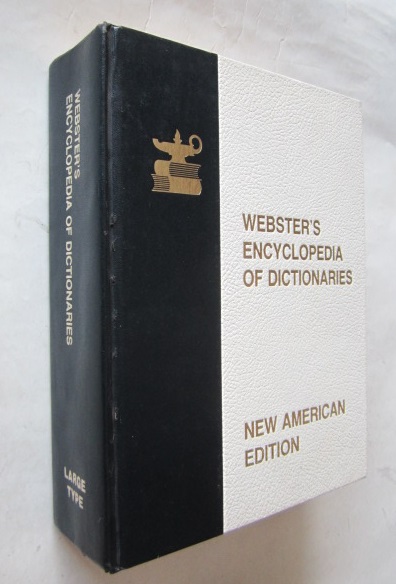 WEBSTER'S
ENCYCLOPEDIA OF DICTIONARIES
LARGE
TYPE
WEBSTER'S
ENCYCLOPEDIA
OF DICTIONARIES
NEW AMERICAN
EDITION